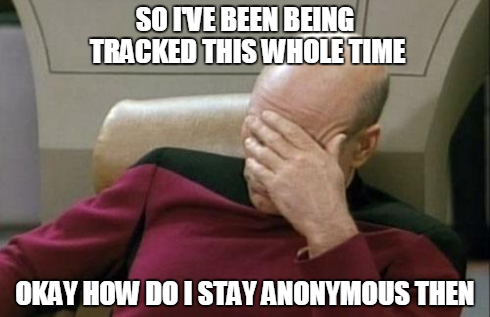 SO I'VE BEEN BEING
TRACKED THIS WHOLE TIME
OKAY HOW DO I STAY ANONYMOUS THEN